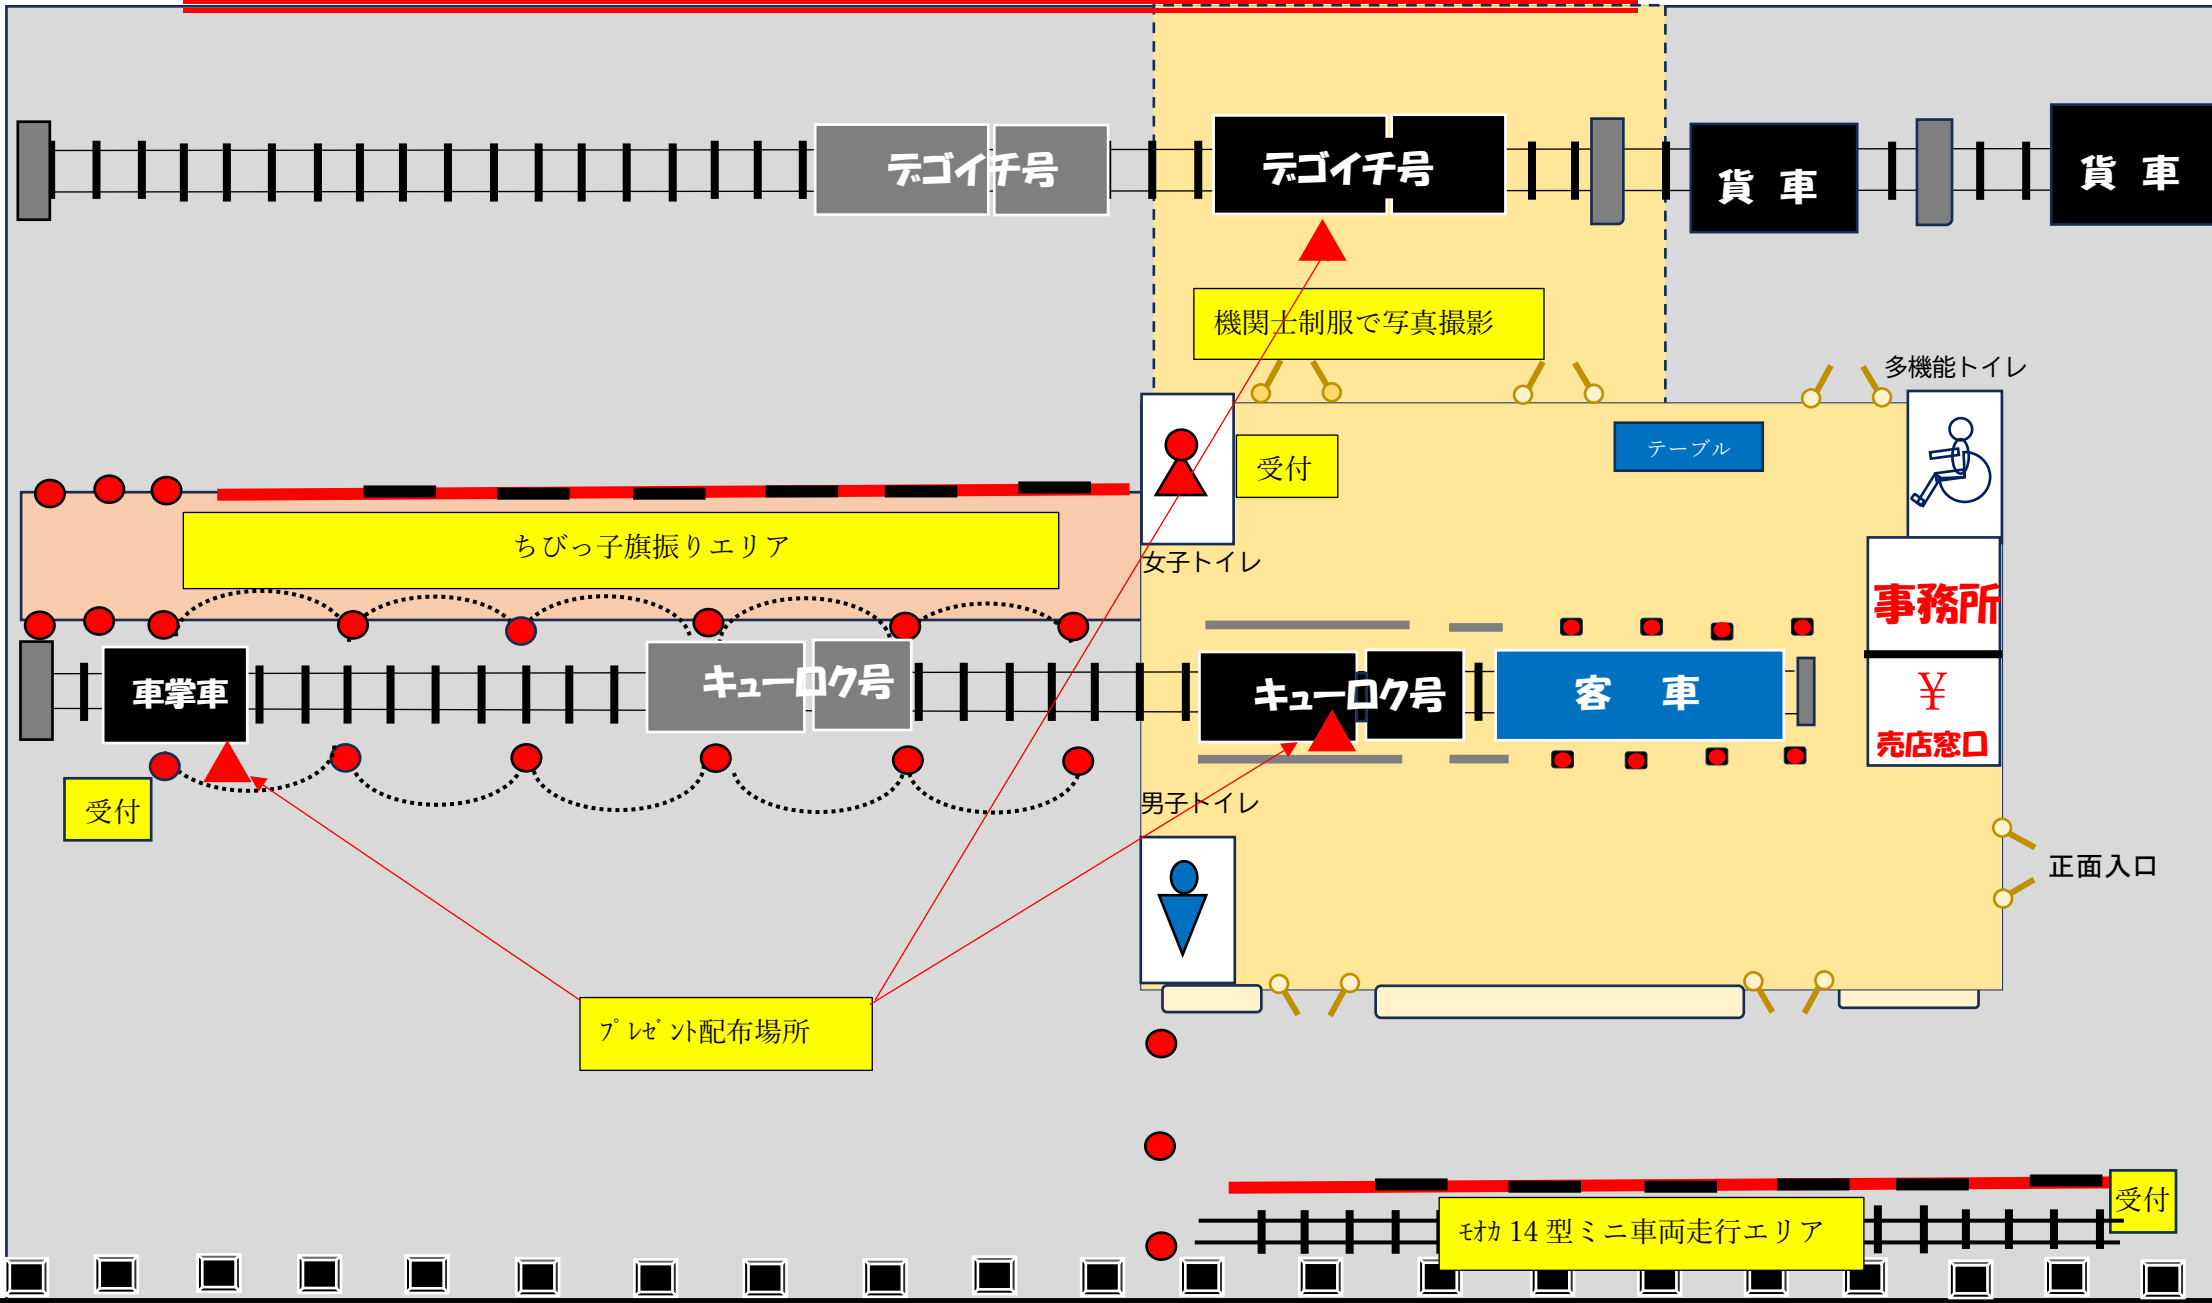 デゴイチ号
デゴイチ号
貨 車
貨 車
機関士制服で写真撮影
多機能トイレ
テーブル
受付
ちびっ子旗振りエリア
女子トイレ
事務所
車掌車
キューロク号
キューロク号
客 車
¥
売店窓口
受付
男子トイレ
正面入口
ﾌﾟﾚｾﾞﾝﾄ配布場所
受付
ﾓｵｶ 14 型ミニ車両走行エリア